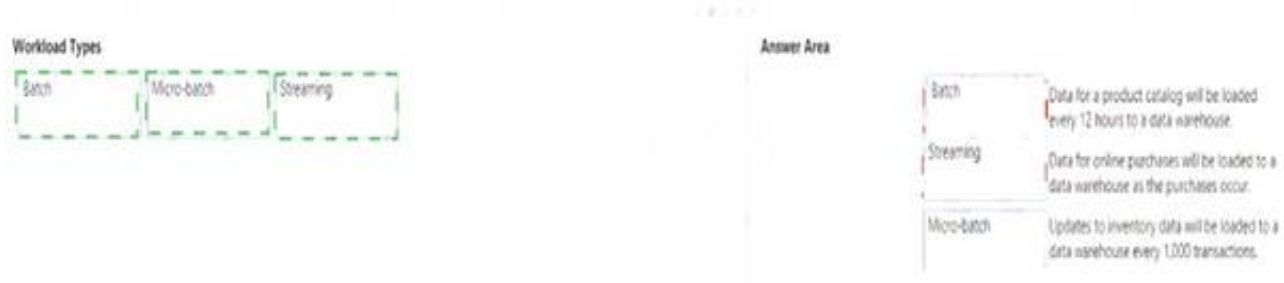 Workload Types
Batch
Micro-batch
Streaming
Answer Area
Batch
Data for a product catalog will be loaded
every 12 hours to a data warehouse.
Streaming
Data for online purchases will be loaded to a
data warehouse as the purchases occur.
Micro-batch
Updates to inventory data will be loaded to a
data warehouse every 1,000 transactions.